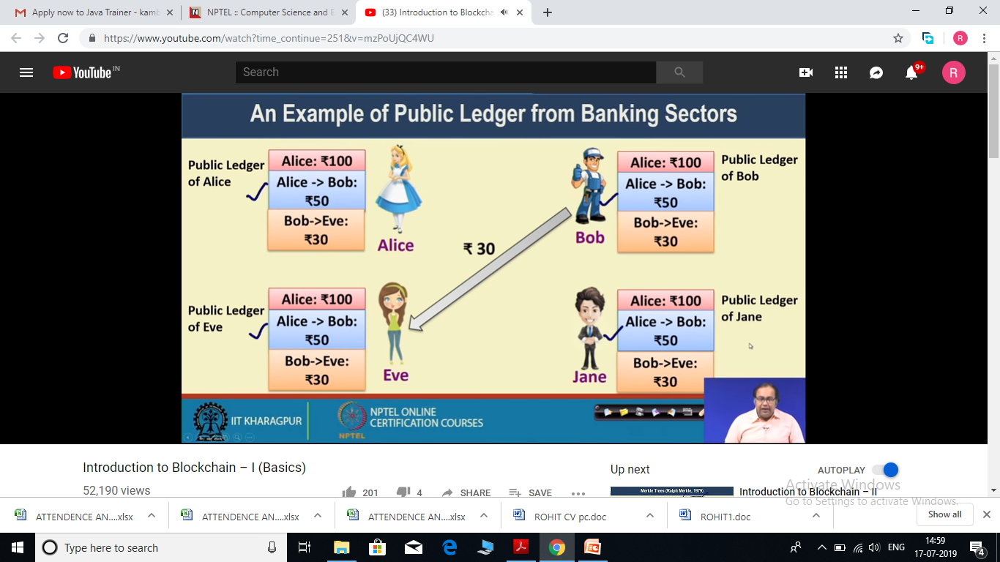 Apply now to Java Trainer - kamb
NPTEL :: Computer Science and E
(33) Introduction to Blockcha
https://www.youtube.com/watch?time_continue=251&v=mzPoUjQC4WU
R
YouTube IN
Search
9+
R
An Example of Public Ledger from Banking Sectors
Public Ledger
of Alice
Alice: ₹100
Alice -> Bob:
₹50
Bob->Eve:
₹30
Alice
₹ 30
Bob
Alice: ₹100
Alice -> Bob:
₹50
Bob->Eve:
₹30
Public Ledger
of Bob
Public Ledger
of Eve
Alice: ₹100
Alice -> Bob:
₹50
Bob->Eve:
₹30
Eve
Jane
Alice: ₹100
Alice -> Bob:
₹50
Bob->Eve:
₹30
Public Ledger
of Jane
IIT KHARAGPUR
NPTEL
NPTEL ONLINE
CERTIFICATION COURSES
Introduction to Blockchain – I (Basics)
52,190 views
201
4
SHARE
SAVE
Up next
AUTOPLAY
Merkle Trees (Ralph Merkle, 1979)
Introduction to Blockchain – II
Activate Windows
Go to Settings to activate Windows.
ATTENDENCE AN....xlsx
ATTENDENCE AN....xlsx
ATTENDENCE AN....xlsx
ROHIT CV pc.doc
ROHIT1.doc
Show all
Type here to search
ENG
14:59
17-07-2019
4